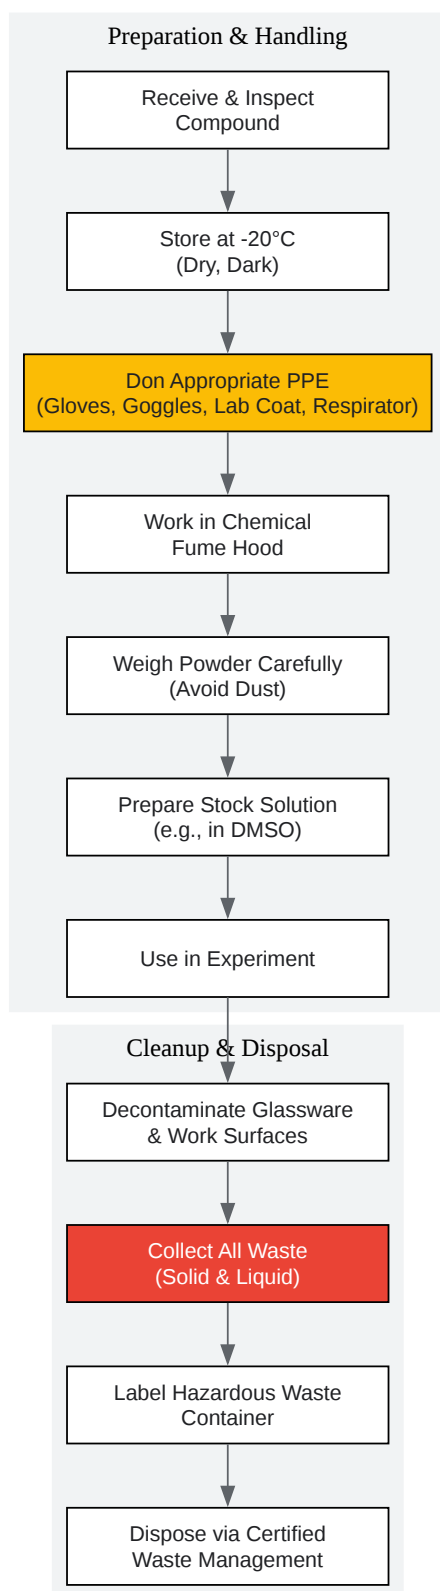 Preparation & Handling
Receive & Inspect
Compound
Store at -20°C
(Dry, Dark)
Don Appropriate PPE
(Gloves, Goggles, Lab Coat, Respirator)
Work in Chemical
Fume Hood
Weigh Powder Carefully
(Avoid Dust)
Prepare Stock Solution
(e.g., in DMSO)
Use in Experiment
Cleanup & Disposal
Decontaminate Glassware
& Work Surfaces
Collect All Waste
(Solid & Liquid)
Label Hazardous Waste
Container
Dispose via Certified
Waste Management